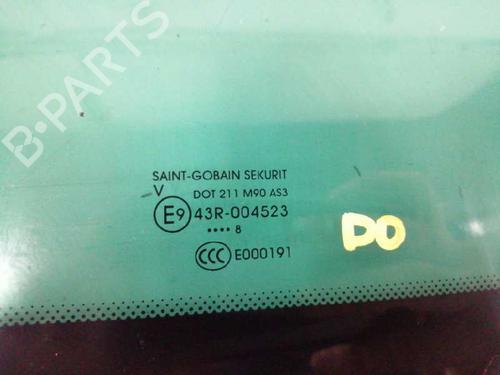 B-PARTS
SAINT-GOBAIN SEKURIT
V DOT 211 M90 AS3
E9 43R-004523
•••• 8
CCC E000191
DO